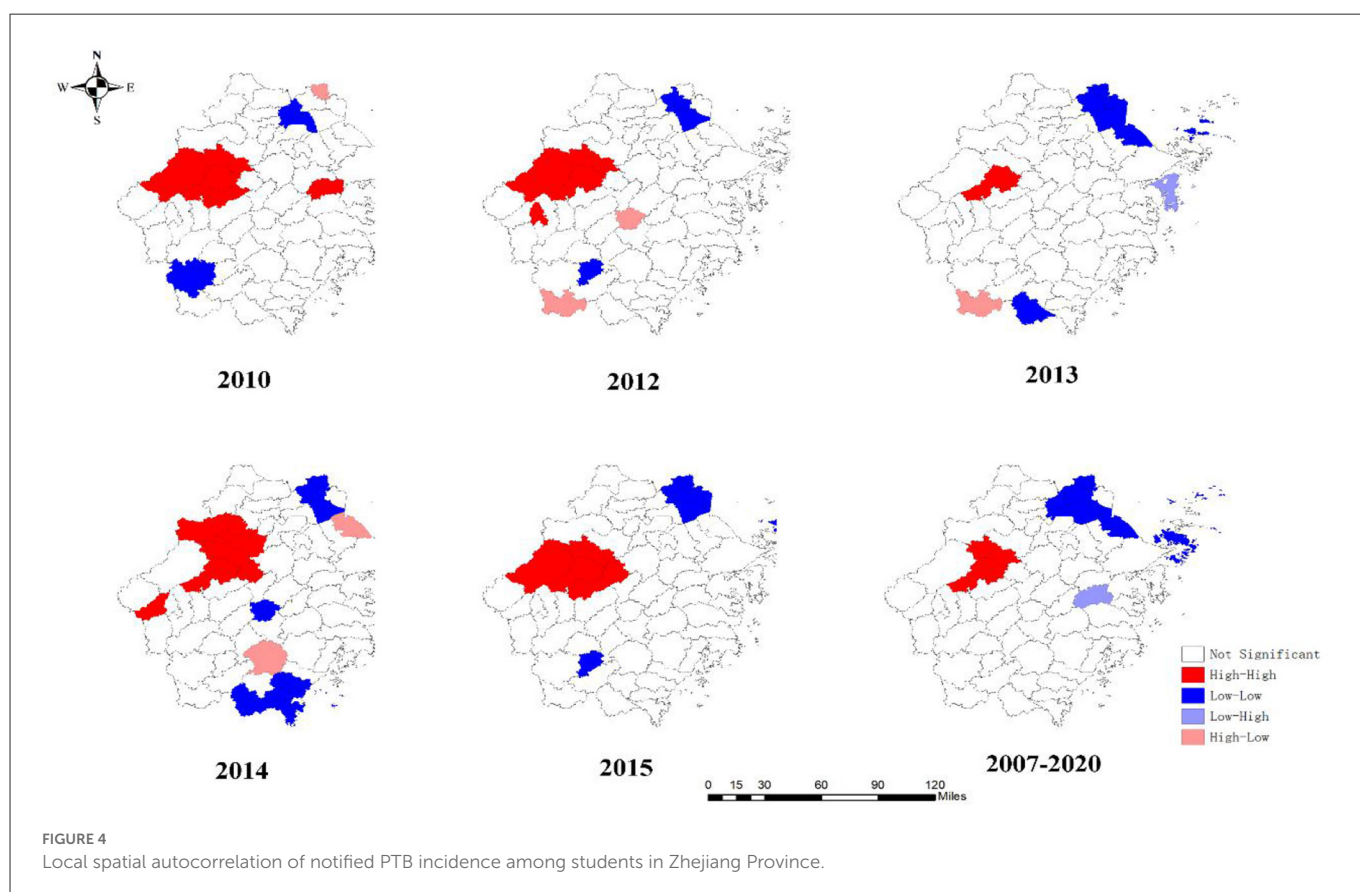 N
W E
S
2010
2012
2013
2014
2015
2007-2020
Not Significant
High-High
Low-Low
Low-High
High-Low
0 15 30 60 90 120
Miles
FIGURE 4
Local spatial autocorrelation of notified PTB incidence among students in Zhejiang Province.